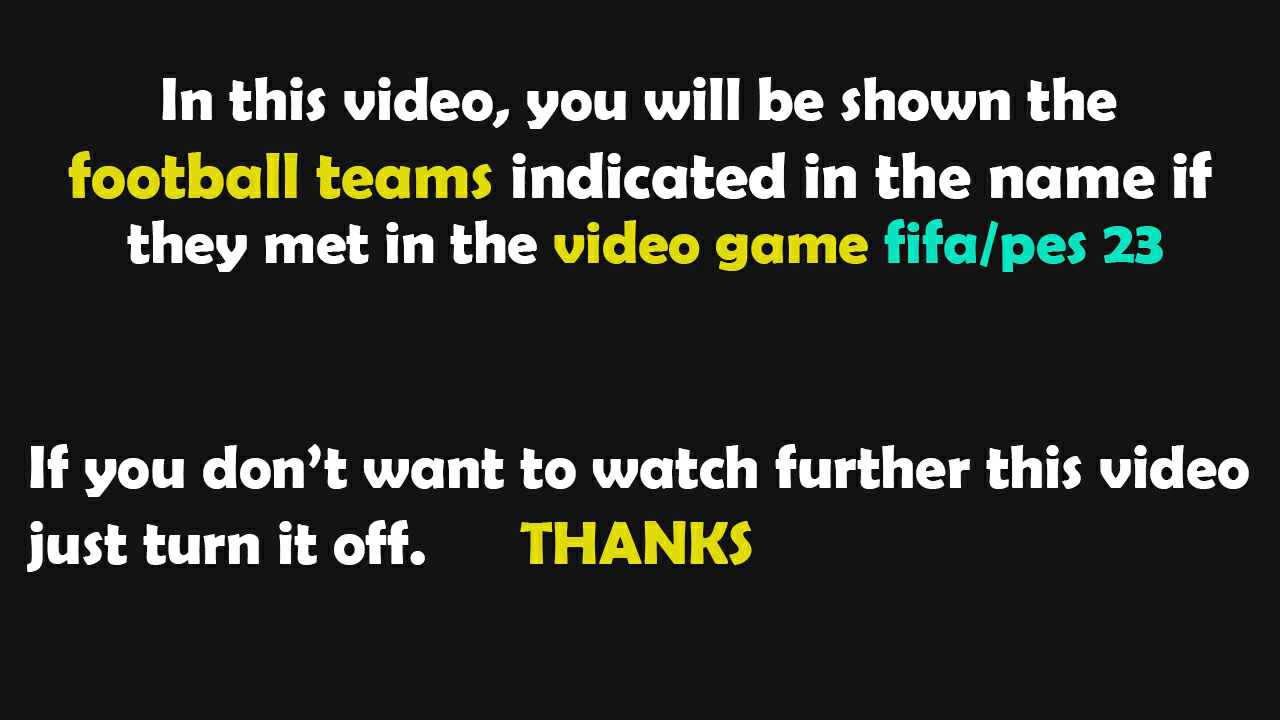 In this video, you will be shown the
football teams indicated in the name if
they met in the video game fifa/pes 23
If you don’t want to watch further this video
just turn it off. THANKS